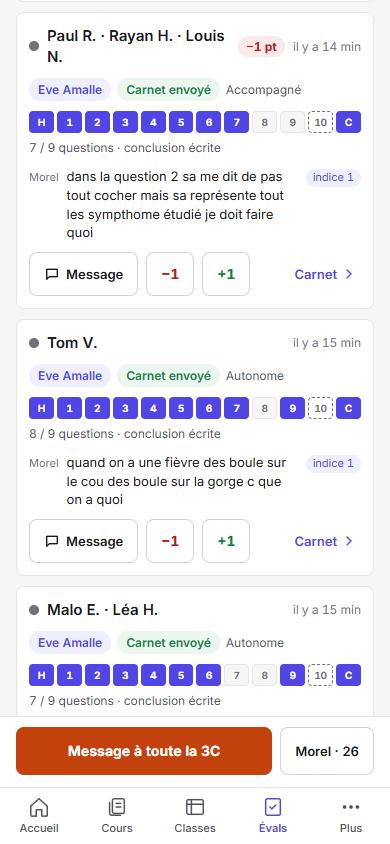 Paul R. · Rayan H. · Louis N.
−1 pt
il y a 14 min
Eve Amalle
Carnet envoyé
Accompagné
H 1 2 3 4 5 6 7 8 9 10 C
7 / 9 questions · conclusion écrite
Morel
dans la question 2 sa me dit de pas
tout cocher mais sa représente tout
les sympthome étudié je doit faire
quoi
indice 1
Message
−1
+1
Carnet
Tom V.
il y a 15 min
Eve Amalle
Carnet envoyé
Autonome
H 1 2 3 4 5 6 7 8 9 10 C
8 / 9 questions · conclusion écrite
Morel
quand on a une fièvre des boule sur
le cou des boule sur la gorge c que
on a quoi
indice 1
Message
−1
+1
Carnet
Malo E. · Léa H.
il y a 15 min
Eve Amalle
Carnet envoyé
Autonome
H 1 2 3 4 5 6 7 8 9 10 C
7 / 9 questions · conclusion écrite
Message à toute la 3C
Morel · 26
Accueil
Cours
Classes
Évals
Plus